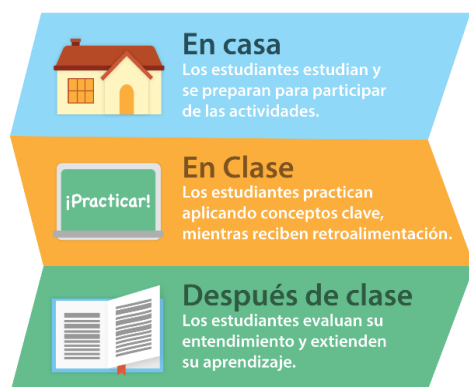 En casa
Los estudiantes estudian y
se preparan para participar
de las actividades.
¡Practicar!
En Clase
Los estudiantes practican
aplicando conceptos clave,
mientras reciben retroalimentación.
Después de clase
Los estudiantes evaluan su
entendimiento y extienden
su aprendizaje.